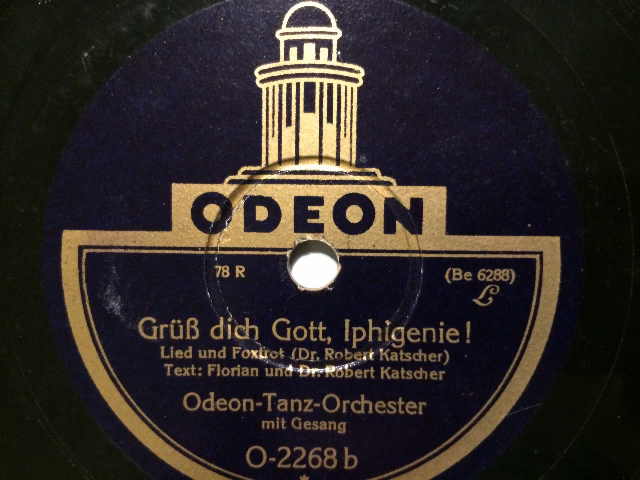 ODEON
78 R
(Be 6288)
L
Grüß dich Gott, Iphigenie!
Lied und Foxtrot (Dr. Robert Katscher)
Text: Florian und Dr. Robert Katscher
Odeon-Tanz-Orchester
mit Gesang
O-2268 b